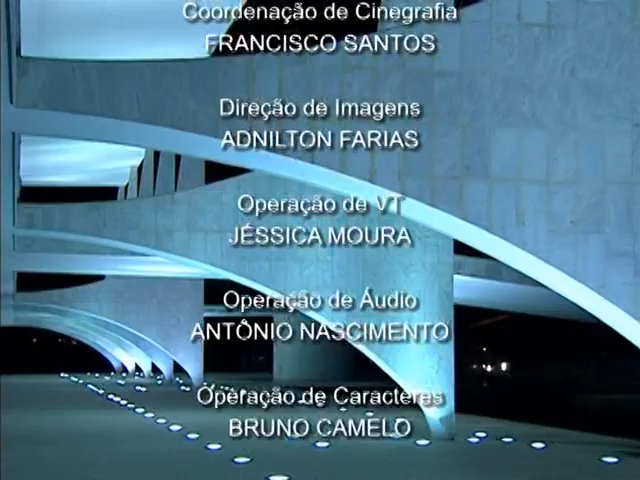 Coordenação de Cinegrafia
FRANCISCO SANTOS
Direção de Imagens
ADNILTON FARIAS
Operação de VT
JÉSSICA MOURA
Operação de Áudio
ANTÔNIO NASCIMENTO
Operação de Caracteres
BRUNO CAMELO